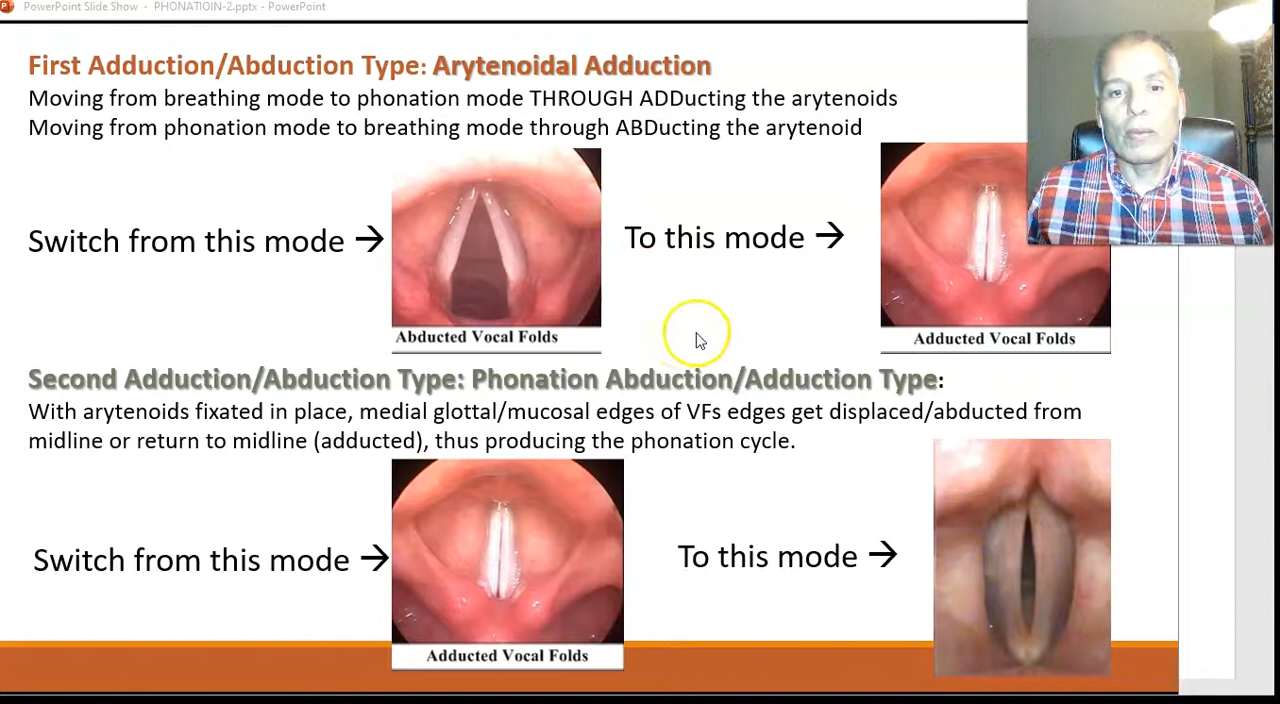 PowerPoint Slide Show - PHONATIOIN-2.pptx - PowerPoint
First Adduction/Abduction Type: Arytenoidal Adduction
Moving from breathing mode to phonation mode THROUGH ADDucting the arytenoids
Moving from phonation mode to breathing mode through ABDucting the arytenoid
Switch from this mode →
To this mode →
Abducted Vocal Folds
Adducted Vocal Folds
Second Adduction/Abduction Type: Phonation Abduction/Adduction Type:
With arytenoids fixated in place, medial glottal/mucosal edges of VFs edges get displaced/abducted from
midline or return to midline (adducted), thus producing the phonation cycle.
Switch from this mode →
To this mode →
Adducted Vocal Folds